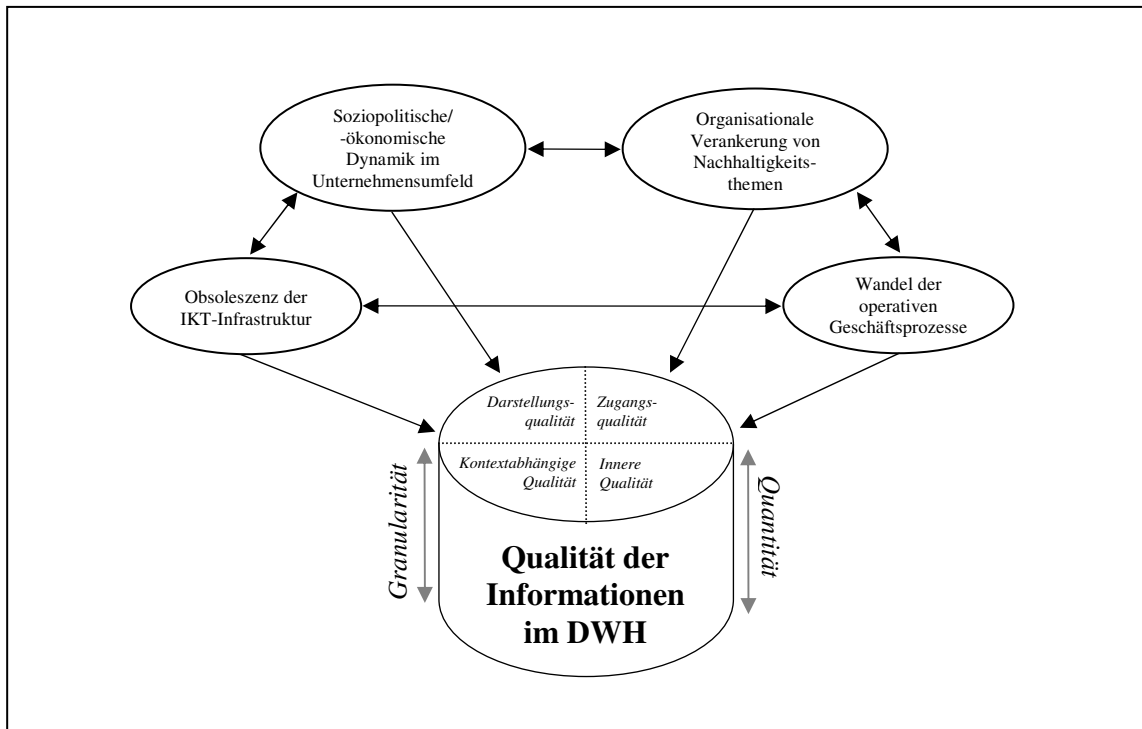 Soziopolitische/
-ökonomische
Dynamik im
Unternehmensumfeld
Organisationale
Verankerung von
Nachhaltigkeits-
themen
Obsoleszenz der
IKT-Infrastruktur
Wandel der
operativen
Geschäftsprozesse
Darstellungs-
qualität
Zugangs-
qualität
Kontextabhängige
Qualität
Innere
Qualität
Granularität
Quantität
Qualität der
Informationen
im DWH